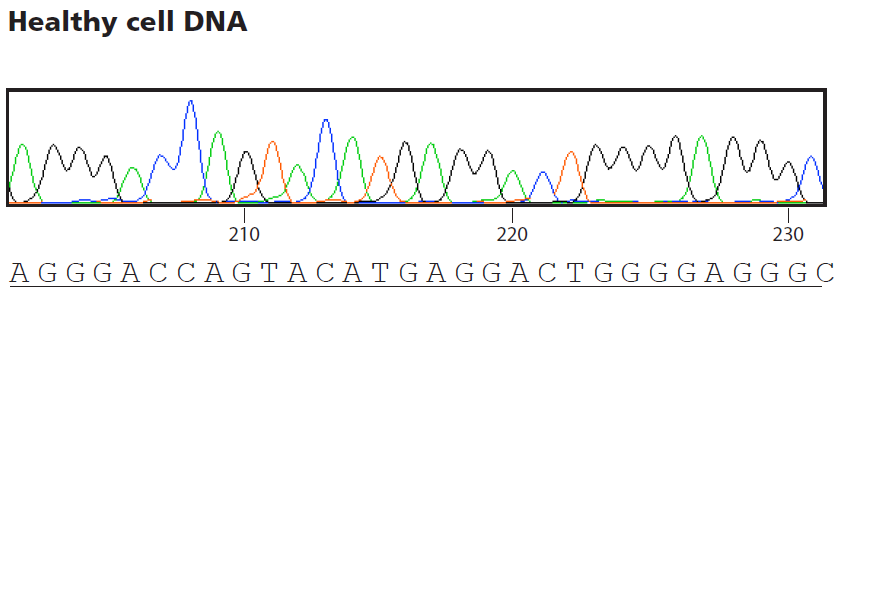 Healthy cell DNA
210 220 230
A G G G A C C A G T A C A T G A G G A C T G G G G A G G G C